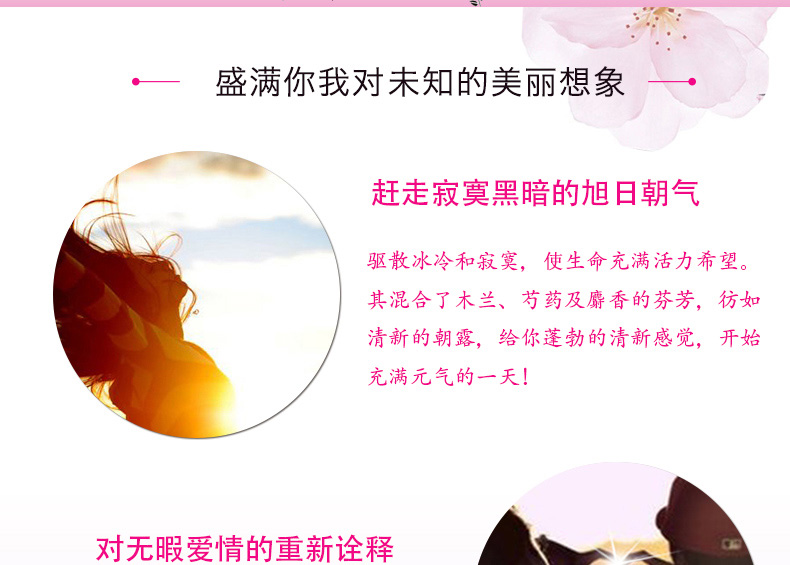 盛满你我对未知的美丽想象
赶走寂寞黑暗的旭日朝气
驱散冰冷和寂寞，使生命充满活力希望。
其混合了木兰、芍药及麝香的芬芳，彷如
清新的朝露，给你蓬勃的清新感觉，开始
充满元气的一天！
对无暇爱情的重新诠释